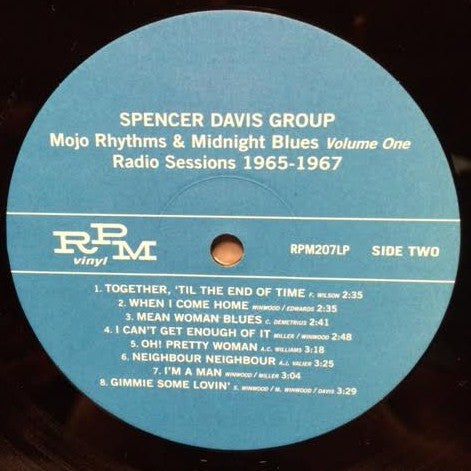 SPENCER DAVIS GROUP
Mojo Rhythms & Midnight Blues Volume One
Radio Sessions 1965-1967
RPM
vinyl
RPM207LP SIDE TWO
1. TOGETHER, 'TIL THE END OF TIME F. WILSON 2:35
2. WHEN I COME HOME WINWOOD / EDWARDS 2:35
3. MEAN WOMAN BLUES C. DEMETRIUS 2:41
4. I CAN'T GET ENOUGH OF IT MILLER / WINWOOD 2:48
5. OH! PRETTY WOMAN A.C. WILLIAMS 3:18
6. NEIGHBOUR NEIGHBOUR A.J. VALIER 3:25
7. I'M A MAN WINWOOD / MILLER 3:04
8. GIMMIE SOME LOVIN' S. WINWOOD / M. WINWOOD / DAVIS 3:29